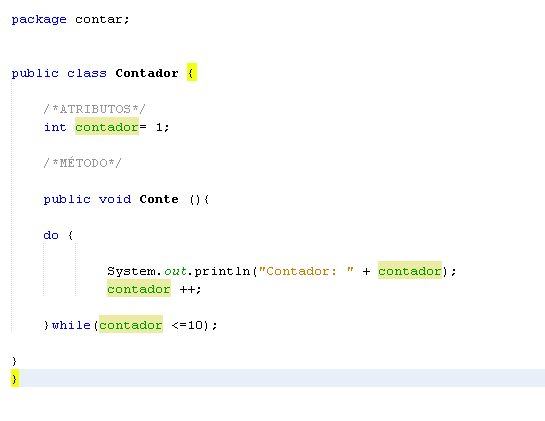 package contar;
public class Contador {
/*ATRIBUTOS*/
int contador= 1;
/*MÉTODO*/
public void Conte (){
do {
System.out.println("Contador: " + contador);
contador ++;
}while(contador <=10);
}
}